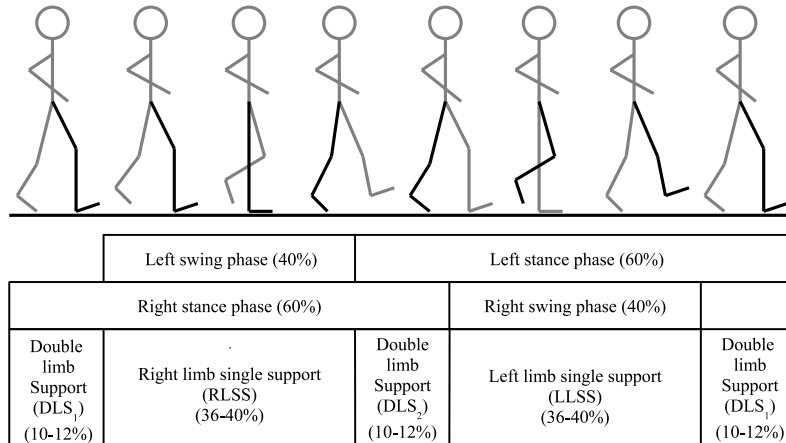 Left swing phase (40%)
Left stance phase (60%)
Right stance phase (60%)
Right swing phase (40%)
Double
limb
Support
(DLS₁)
(10-12%)
Right limb single support
(RLSS)
(36-40%)
Double
limb
Support
(DLS₂)
(10-12%)
Left limb single support
(LLSS)
(36-40%)
Double
limb
Support
(DLS₁)
(10-12%)